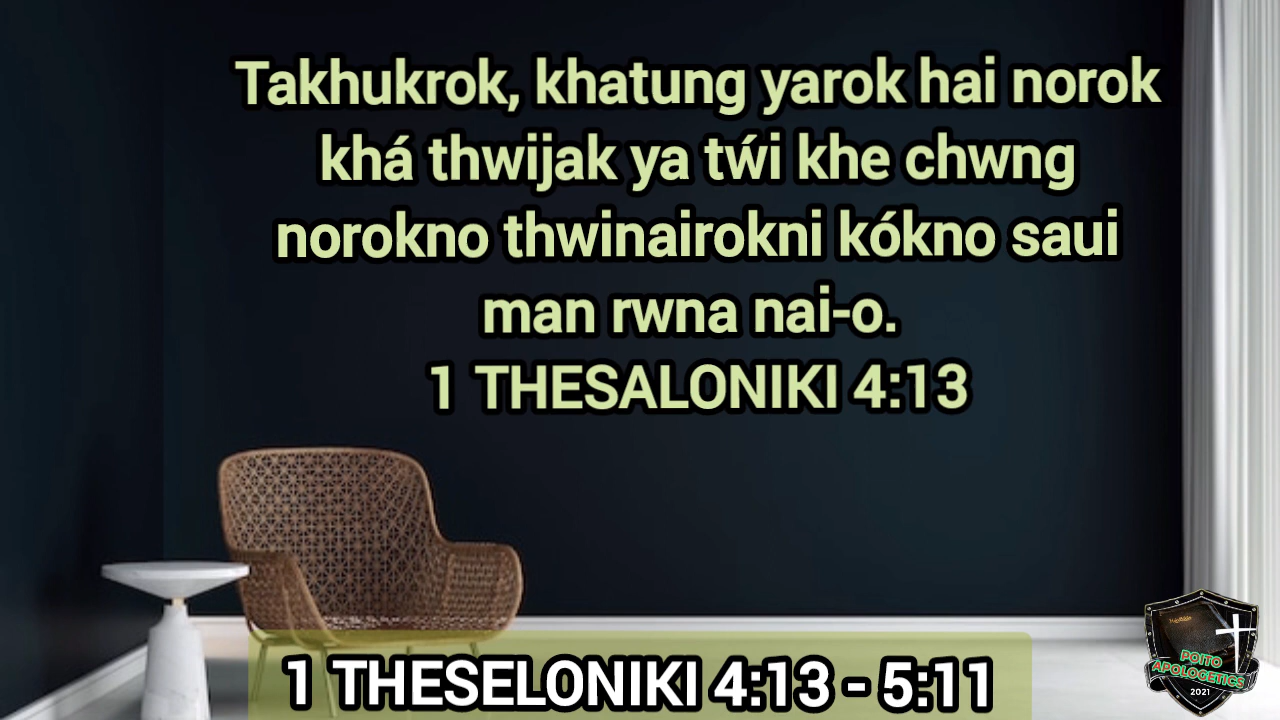 Takhukrok, khatung yarok hai norok
khá thwijak ya tẃi khe chwng
norokno thwinairokni kókno saui
man rwna nai-o.
1 THESALONIKI 4:13
1 THESELONIKI 4:13 - 5:11
POITO
APOLOGETICS
2021